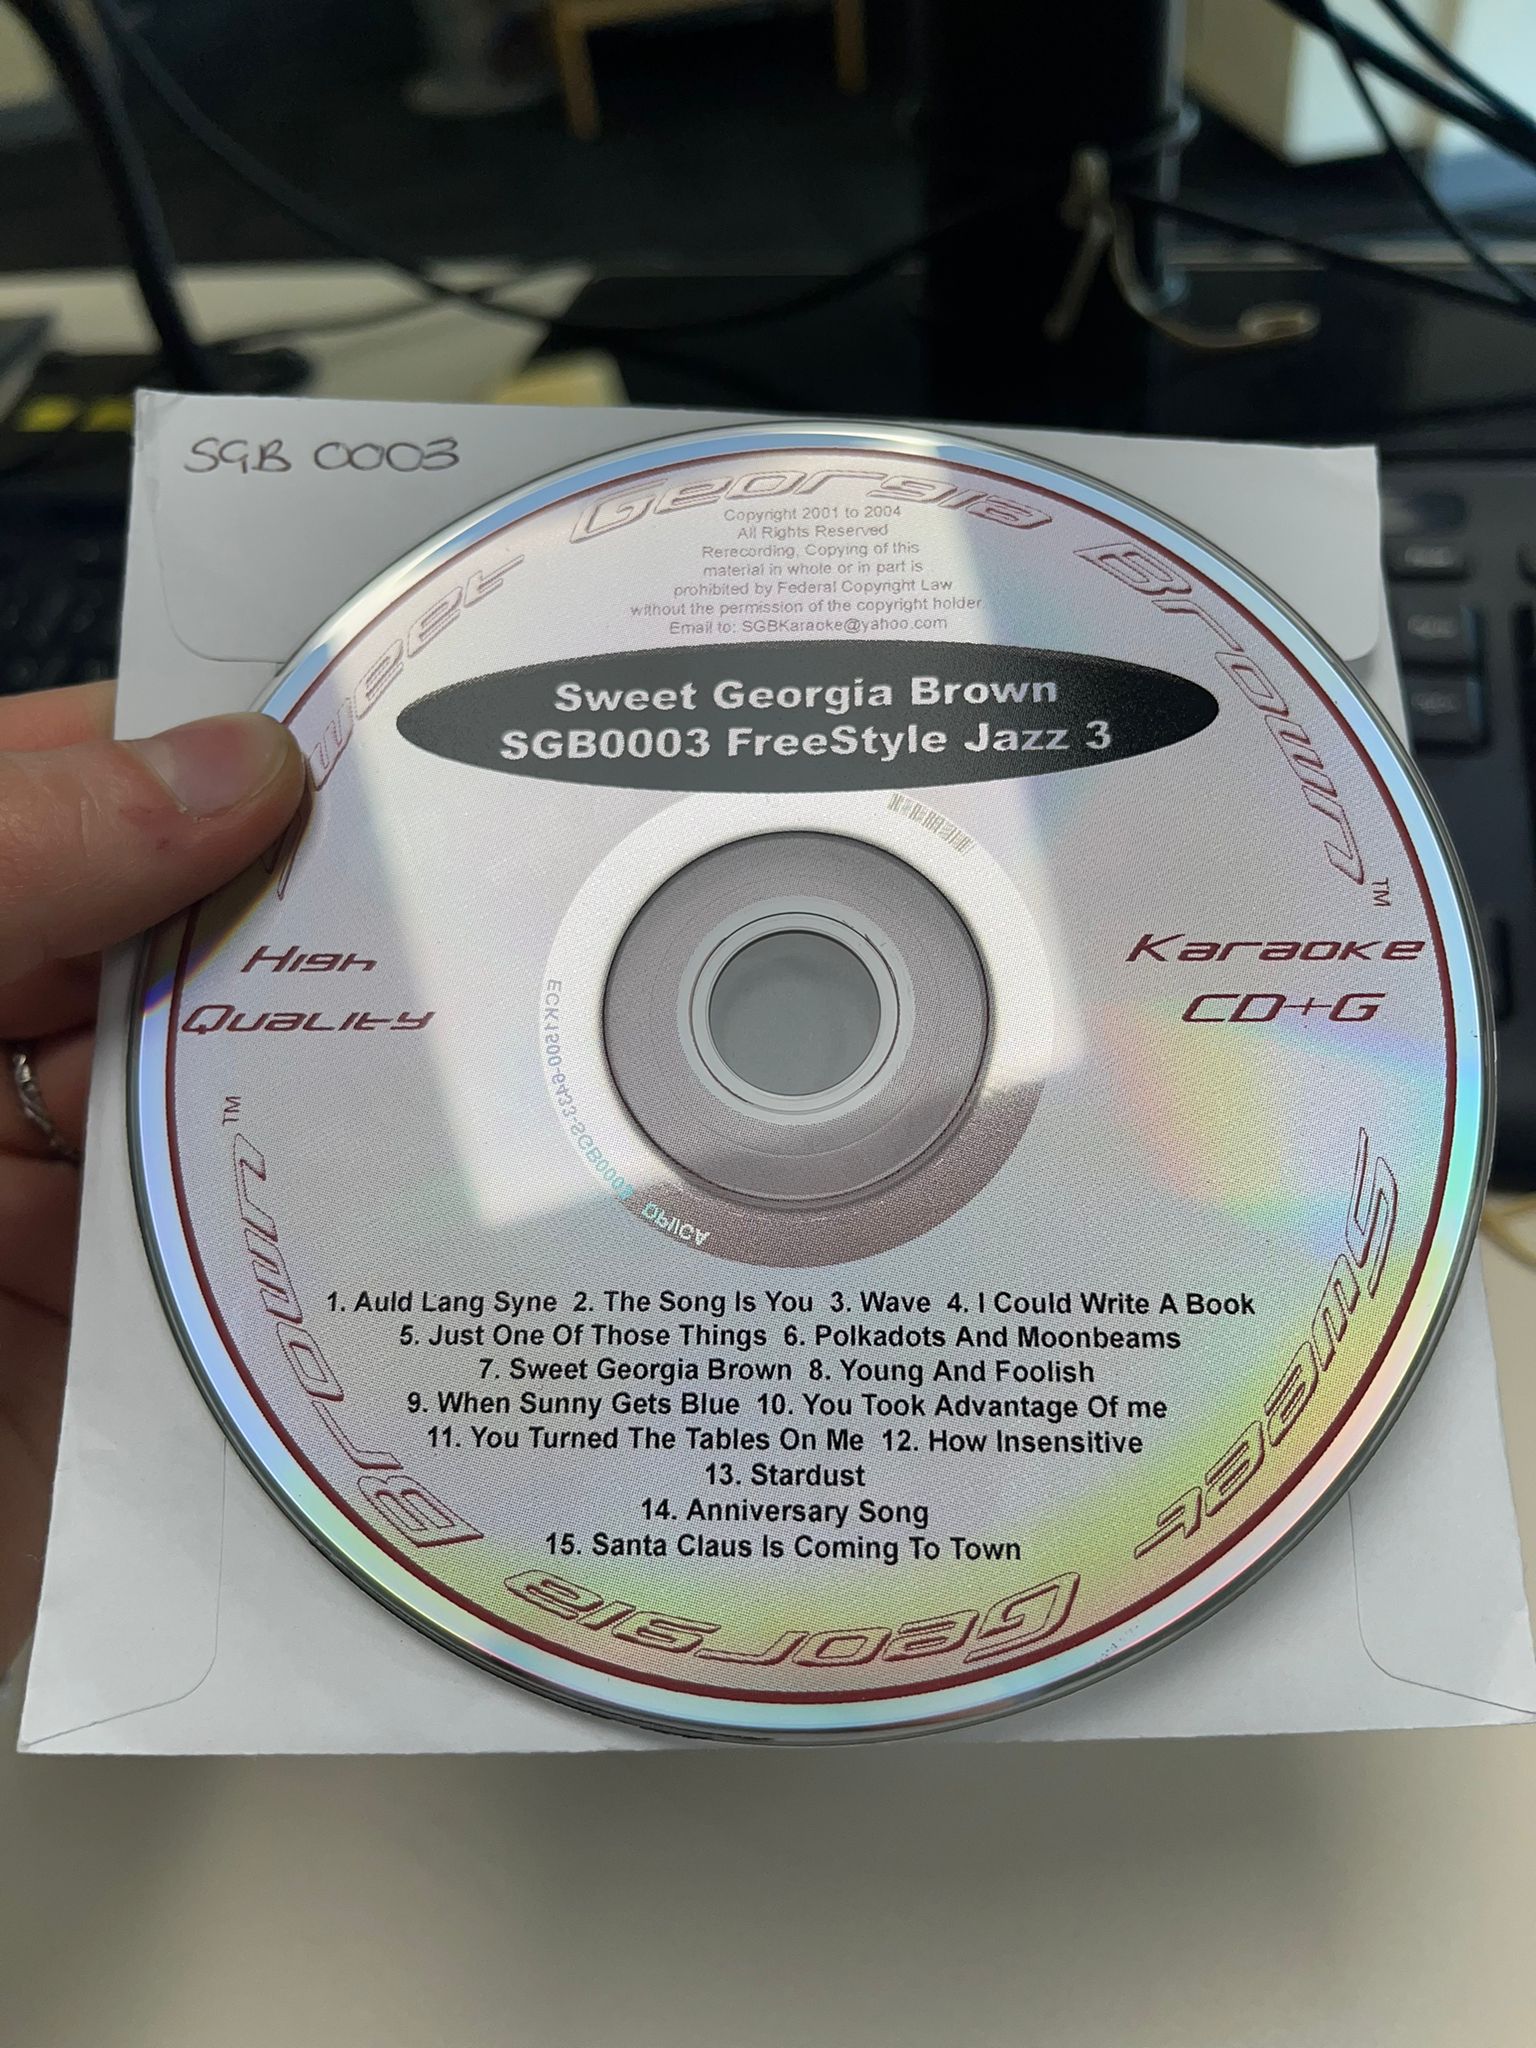 SGB 0003
Sweet Georgia Brown™
Copyright 2001 to 2004
All Rights Reserved
Rerecording, Copying of this
material in whole or in part is
prohibited by Federal Copyright Law
without the permission of the copyright holder.
Email to: SGBKaraoke@yahoo.com
Sweet Georgia Brown
SGB0003 FreeStyle Jazz 3
High
Quality
Karaoke
CD+G
1. Auld Lang Syne 2. The Song Is You 3. Wave 4. I Could Write A Book
5. Just One Of Those Things 6. Polkadots And Moonbeams
7. Sweet Georgia Brown 8. Young And Foolish
9. When Sunny Gets Blue 10. You Took Advantage Of me
11. You Turned The Tables On Me 12. How Insensitive
13. Stardust
14. Anniversary Song
15. Santa Claus Is Coming To Town
Sweet Georgia Brown™